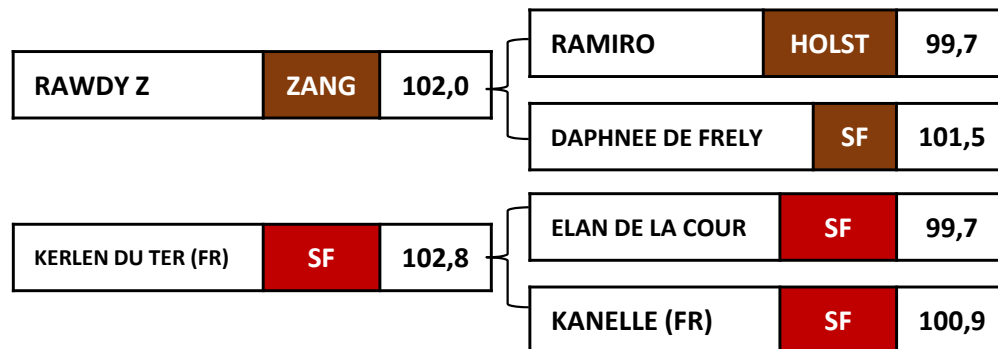 RAMIRO HOLST 99,7
RAWDY Z ZANG 102,0
DAPHNEE DE FRELY SF 101,5
ELAN DE LA COUR SF 99,7
KERLEN DU TER (FR) SF 102,8
KANELLE (FR) SF 100,9